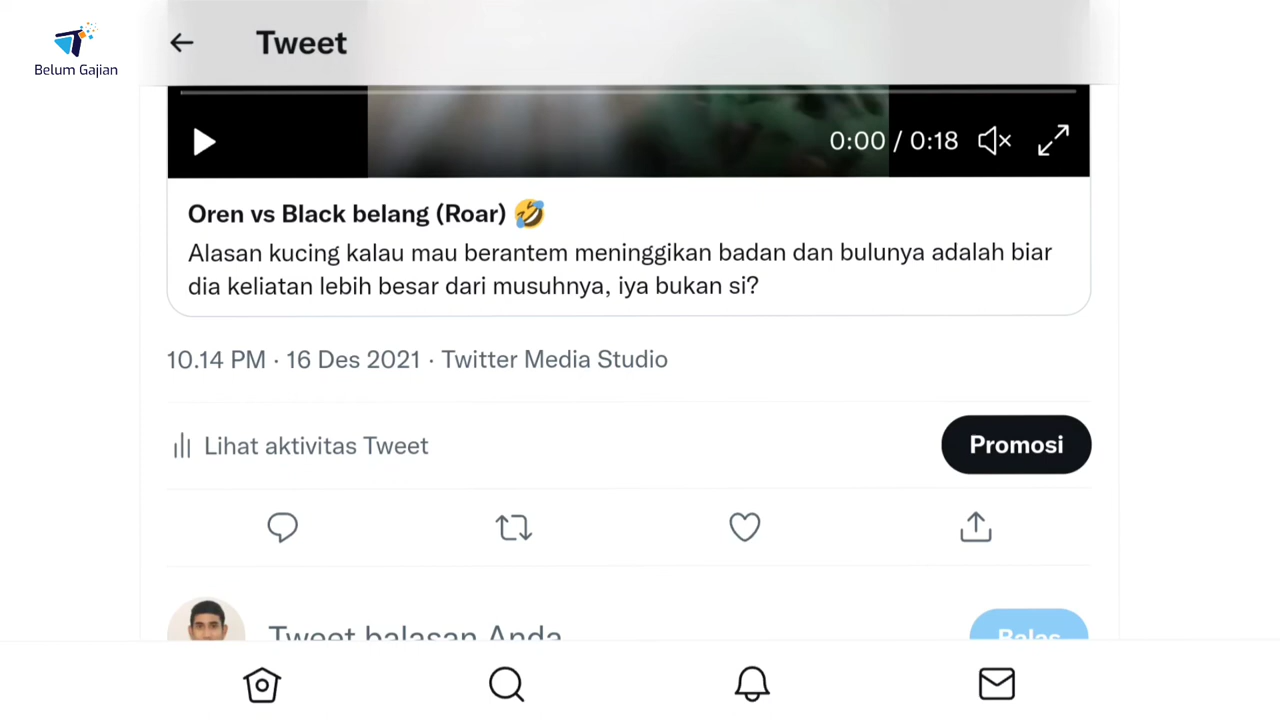 Belum Gajian
Tweet
0:00 / 0:18
Oren vs Black belang (Roar) 🤣
Alasan kucing kalau mau berantem meninggikan badan dan bulunya adalah biar
dia keliatan lebih besar dari musuhnya, iya bukan si?
10.14 PM · 16 Des 2021 · Twitter Media Studio
Lihat aktivitas Tweet
Promosi
Tweet balasan Anda
Balas